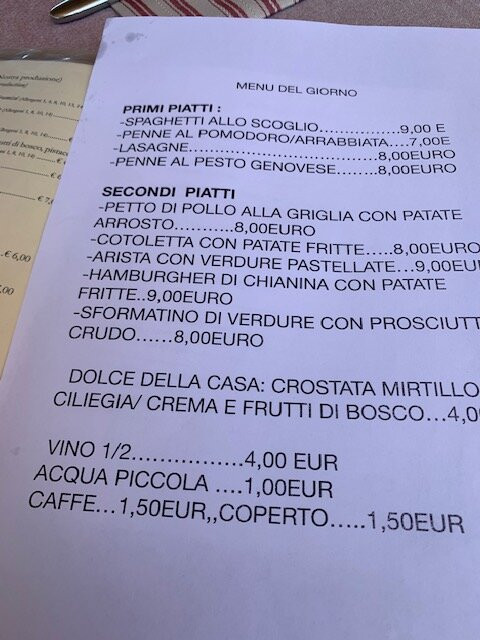 MENU DEL GIORNO
PRIMI PIATTI :
-SPAGHETTI ALLO SCOGLIO...............9,00 E
-PENNE AL POMODORO/ARRABBIATA....7,00E
-LASAGNE..............................8,00EURO
-PENNE AL PESTO GENOVESE........8,00EURO
SECONDI PIATTI
-PETTO DI POLLO ALLA GRIGLIA CON PATATE
ARROSTO..........8,00EURO
-COTOLETTA CON PATATE FRITTE.....8,00EURO
-ARISTA CON VERDURE PASTELLATE...9,00EU
-HAMBURGHER DI CHIANINA CON PATATE
FRITTE..9,00EURO
-SFORMATINO DI VERDURE CON PROSCIUTT
CRUDO......8,00EURO
DOLCE DELLA CASA: CROSTATA MIRTILLO
CILIEGIA/ CREMA E FRUTTI DI BOSCO...4,0
VINO 1/2.................4,00 EUR
ACQUA PICCOLA ....1,00EUR
CAFFE...1,50EUR,,COPERTO.....1,50EUR
€ 6,00